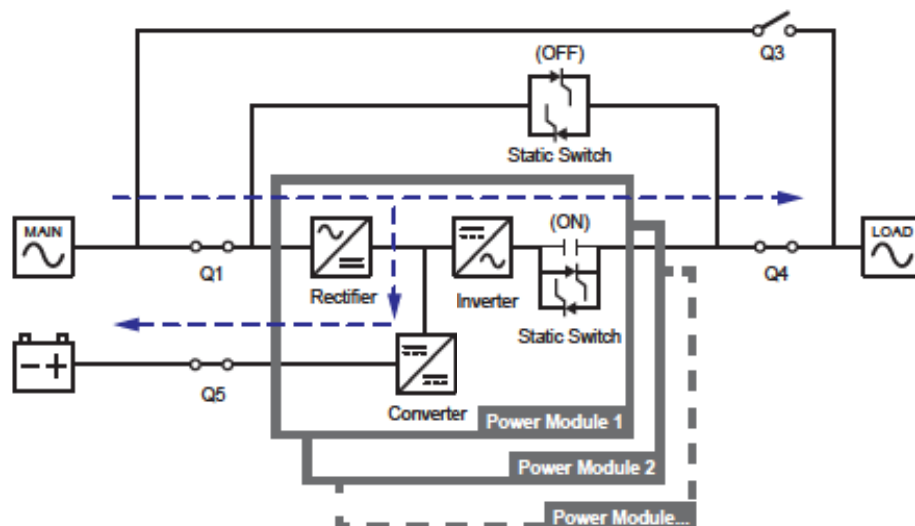 Q3
(OFF)
Static Switch
MAIN
(ON)
LOAD
Q1
Rectifier
Inverter
Q4
Static Switch
Q5
Converter
Power Module 1
Power Module 2
Power Module...